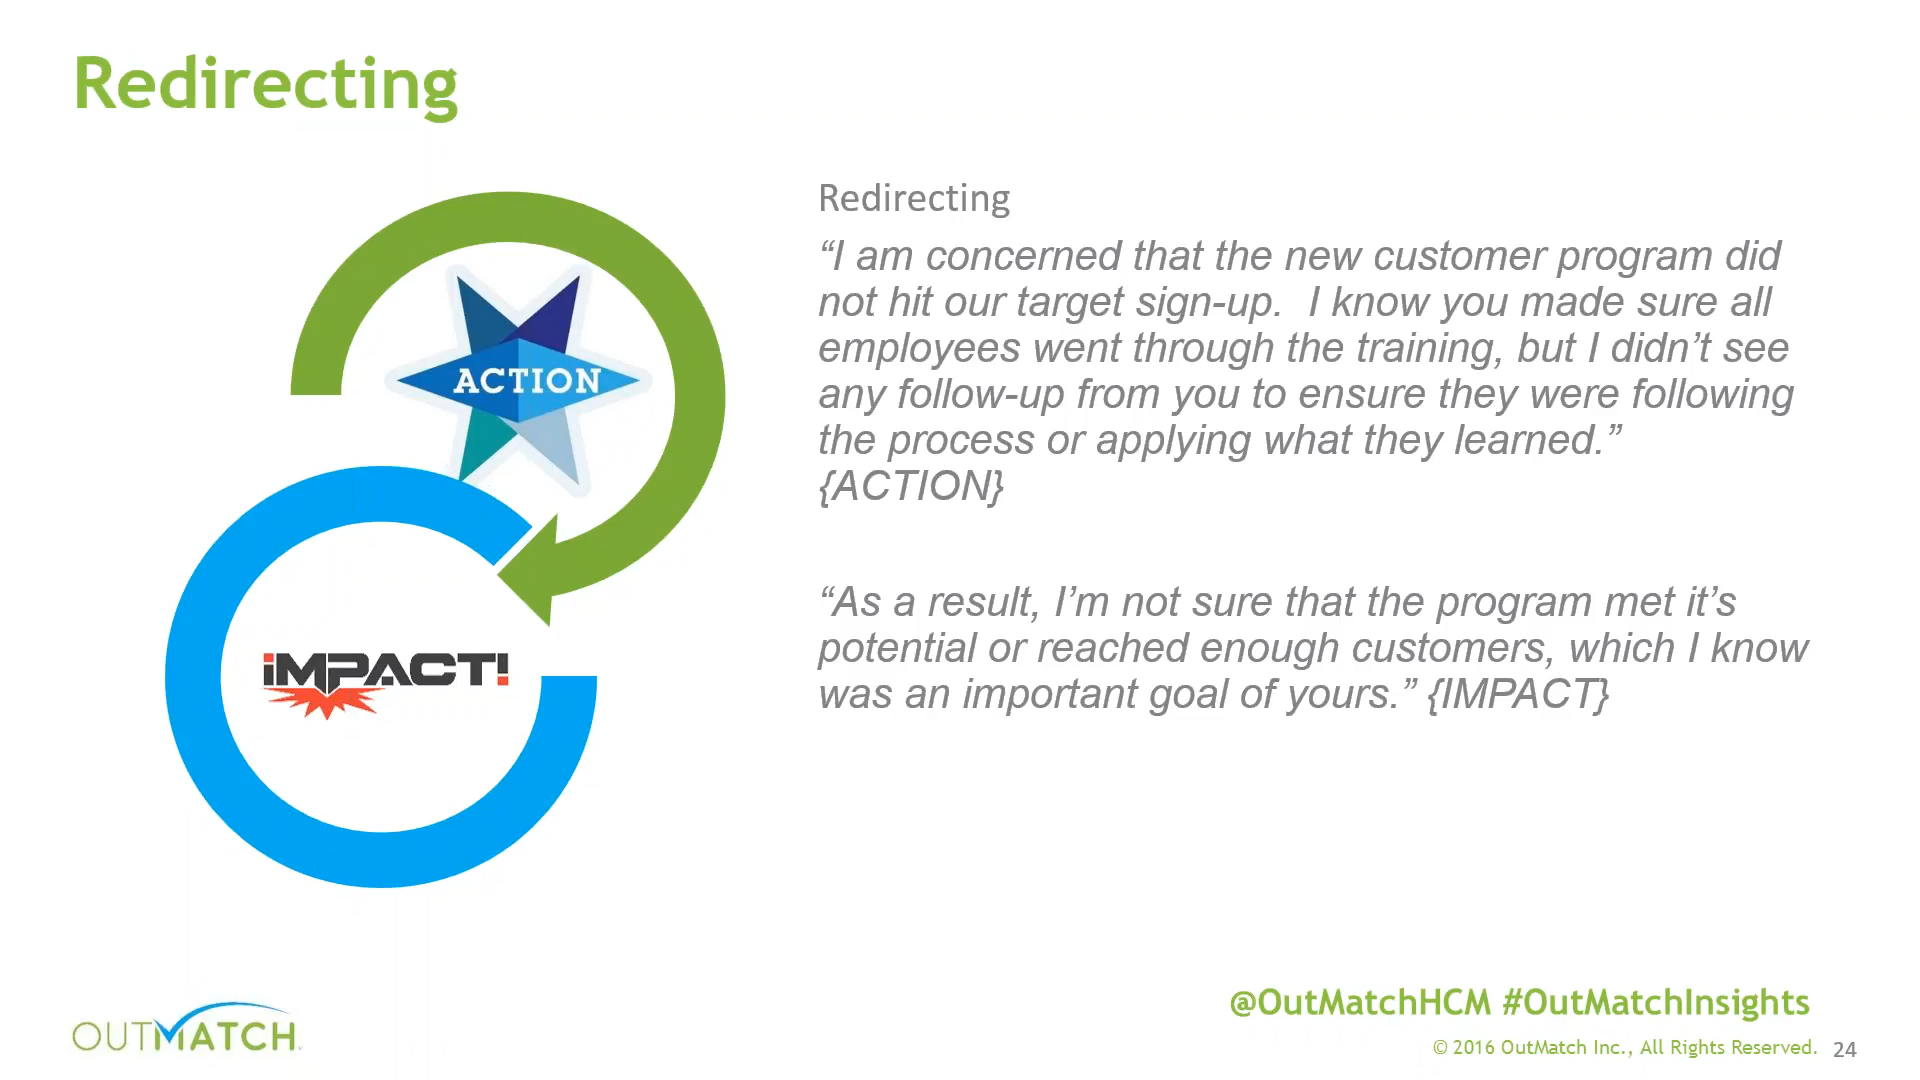 Redirecting
ACTION
iMPACT!
Redirecting
“I am concerned that the new customer program did
not hit our target sign-up.  I know you made sure all
employees went through the training, but I didn’t see
any follow-up from you to ensure they were following
the process or applying what they learned.”
{ACTION}
“As a result, I’m not sure that the program met it’s
potential or reached enough customers, which I know
was an important goal of yours.” {IMPACT}
OUTMATCH
@OutMatchHCM #OutMatchInsights
© 2016 OutMatch Inc., All Rights Reserved. 24